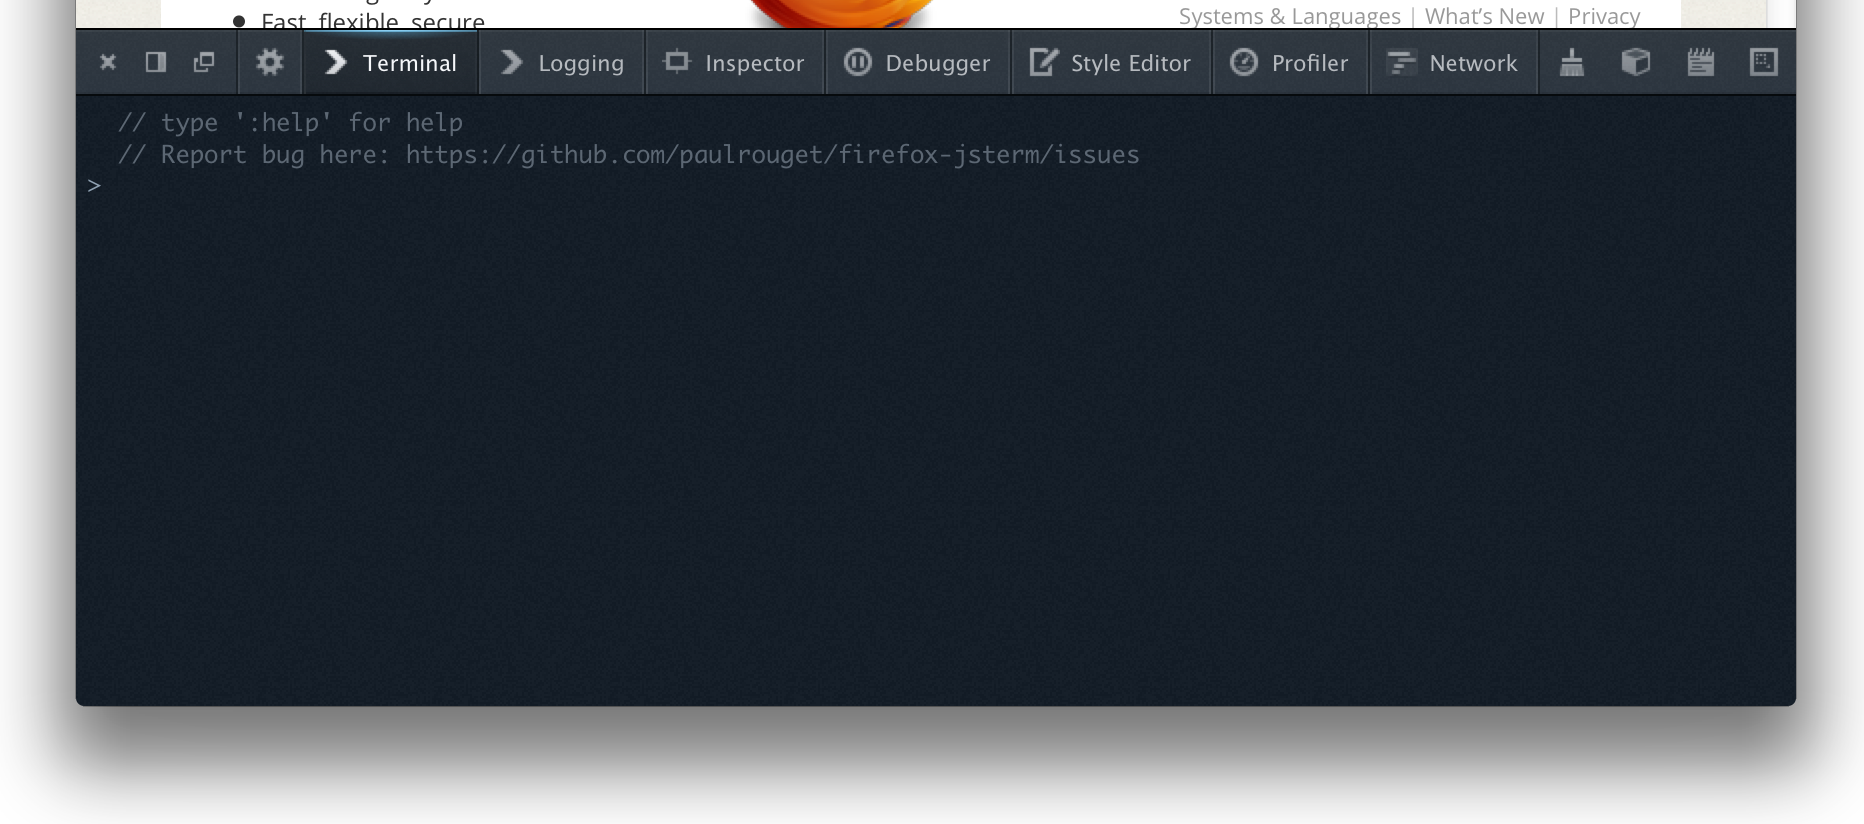 Fast, flexible, secure
Systems & Languages | What’s New | Privacy
Terminal
Logging
Inspector
Debugger
Style Editor
Profiler
Network
// type ':help' for help
// Report bug here: https://github.com/paulrouget/firefox-jsterm/issues
>